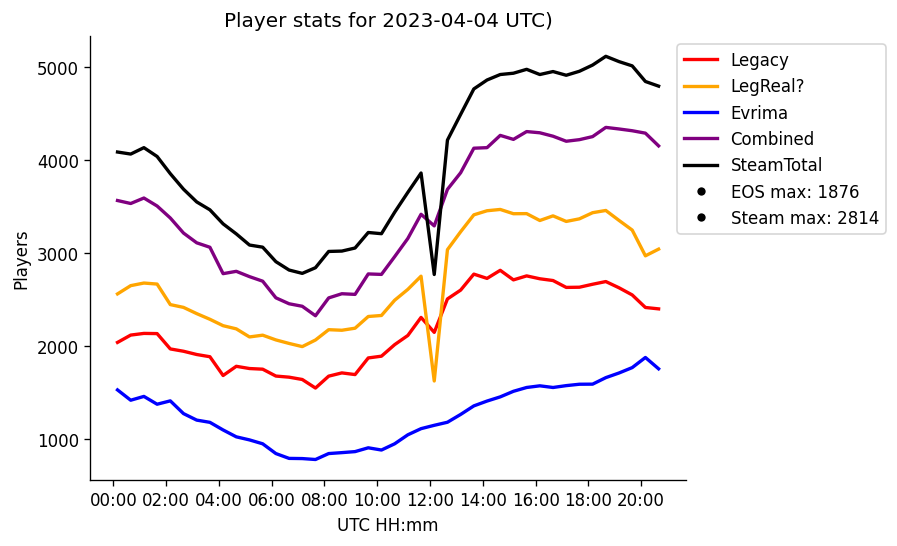 Player stats for 2023-04-04 UTC)
Legacy
LegReal?
Evrima
Combined
SteamTotal
EOS max: 1876
Steam max: 2814
Players
5000
4000
3000
2000
1000
00:00 02:00 04:00 06:00 08:00 10:00 12:00 14:00 16:00 18:00 20:00
UTC HH:mm